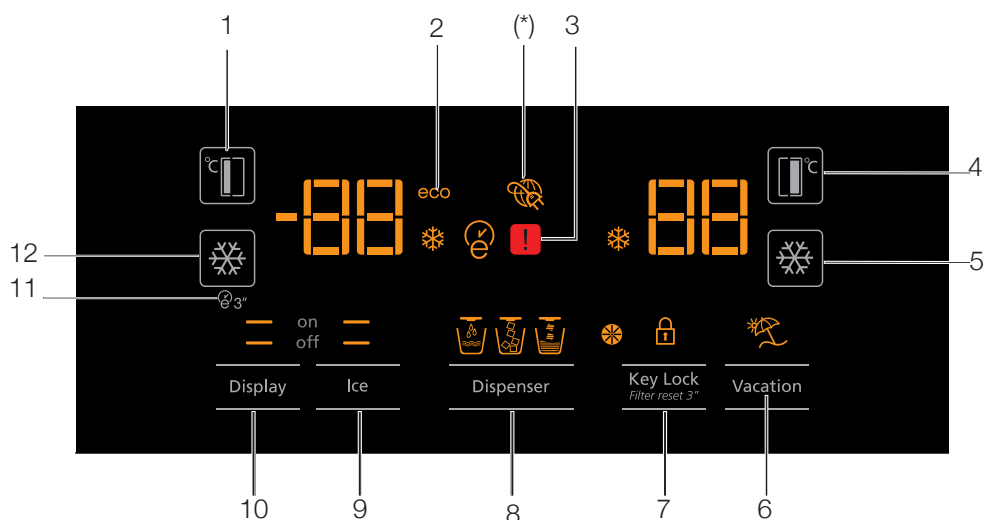 1
2
(*)
3
°C
-88
eco
!
88
°C
4
12
e
5
11
e 3"
on
off
Display
Ice
Dispenser
Key Lock
Filter reset 3"
Vacation
10
9
8
7
6